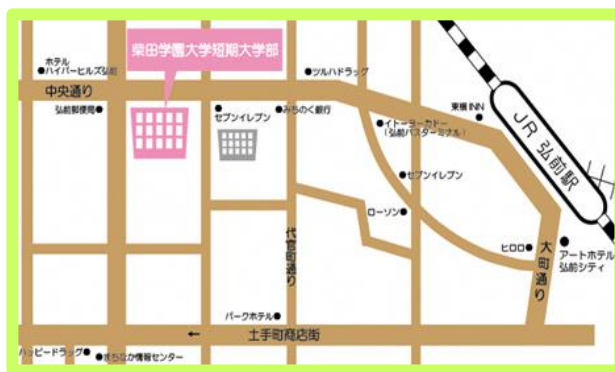 柴田学園大学短期大学部
ホテル
ハイパーヒルズ弘前
ツルハドラッグ
中央通り
弘前郵便局
セブンイレブン
みちのく銀行
東横INN
イトーヨーカドー
(弘前バスターミナル)
JR 弘前駅
セブンイレブン
ローソン
代官町通り
ヒロロ
大町通り
アートホテル
弘前シティ
パークホテル
←
土手町商店街
ハッピードラッグ
まちなか情報センター